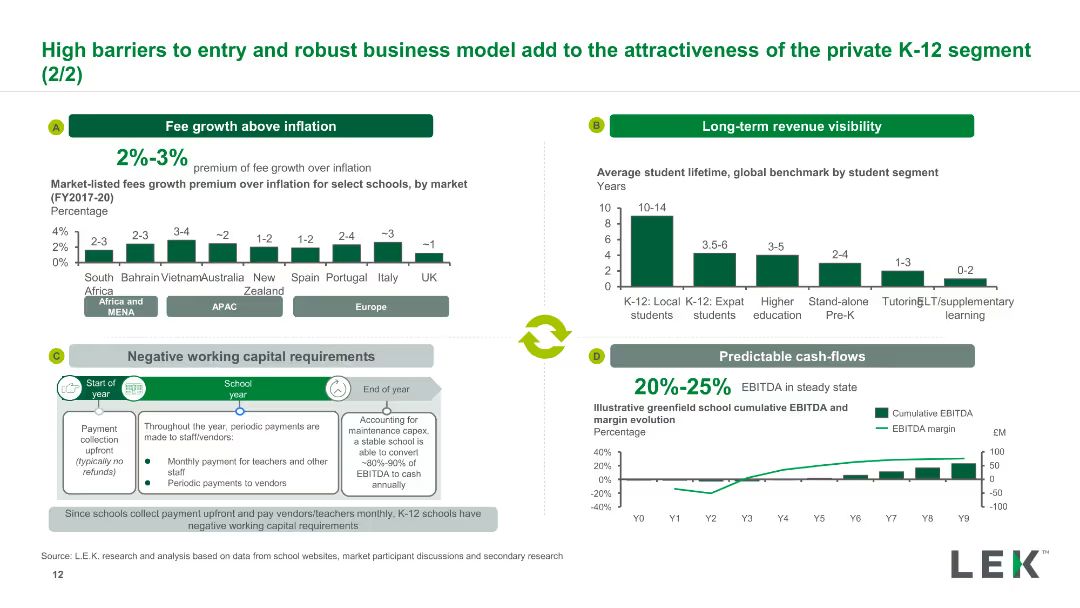 High barriers to entry and robust business model add to the attractiveness of the private K-12 segment
(2/2)
A
Fee growth above inflation
2%-3% premium of fee growth over inflation
Market-listed fees growth premium over inflation for select schools, by market
(FY2017-20)
Percentage
4%
2%
0%
2-3
2-3
3-4
~2
1-2
1-2
2-4
~3
~1
South Africa
Bahrain
Vietnam
Australia
New Zealand
Spain
Portugal
Italy
UK
Africa and MENA
APAC
Europe
B
Long-term revenue visibility
Average student lifetime, global benchmark by student segment
Years
10
8
6
4
2
0
10-14
3.5-6
3-5
2-4
1-3
0-2
K-12: Local students
K-12: Expat students
Higher education
Stand-alone Pre-K
Tutoring
ELT/supplementary learning
C
Negative working capital requirements
Start of year
School year
End of year
Payment
collection
upfront
(typically no
refunds)
Throughout the year, periodic payments are
made to staff/vendors:
Monthly payment for teachers and other
staff
Periodic payments to vendors
Accounting for
maintenance capex,
a stable school is
able to convert
~80%-90% of
EBITDA to cash
annually
Since schools collect payment upfront and pay vendors/teachers monthly, K-12 schools have
negative working capital requirements
D
Predictable cash-flows
20%-25% EBITDA in steady state
Illustrative greenfield school cumulative EBITDA and
margin evolution
Percentage
Cumulative EBITDA
EBITDA margin
£M
40%
20%
0%
-20%
-40%
100
50
0
-50
-100
Y0
Y1
Y2
Y3
Y4
Y5
Y6
Y7
Y8
Y9
Source: L.E.K. research and analysis based on data from school websites, market participant discussions and secondary research
12
LEK™